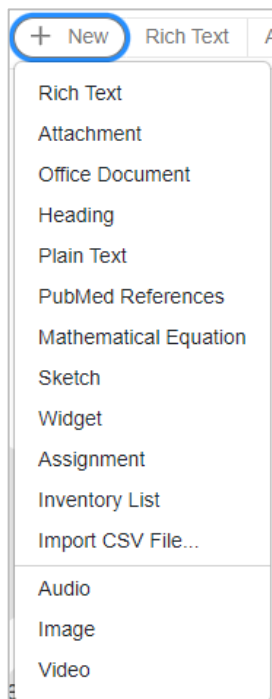 + New Rich Text
Rich Text
Attachment
Office Document
Heading
Plain Text
PubMed References
Mathematical Equation
Sketch
Widget
Assignment
Inventory List
Import CSV File...
Audio
Image
Video